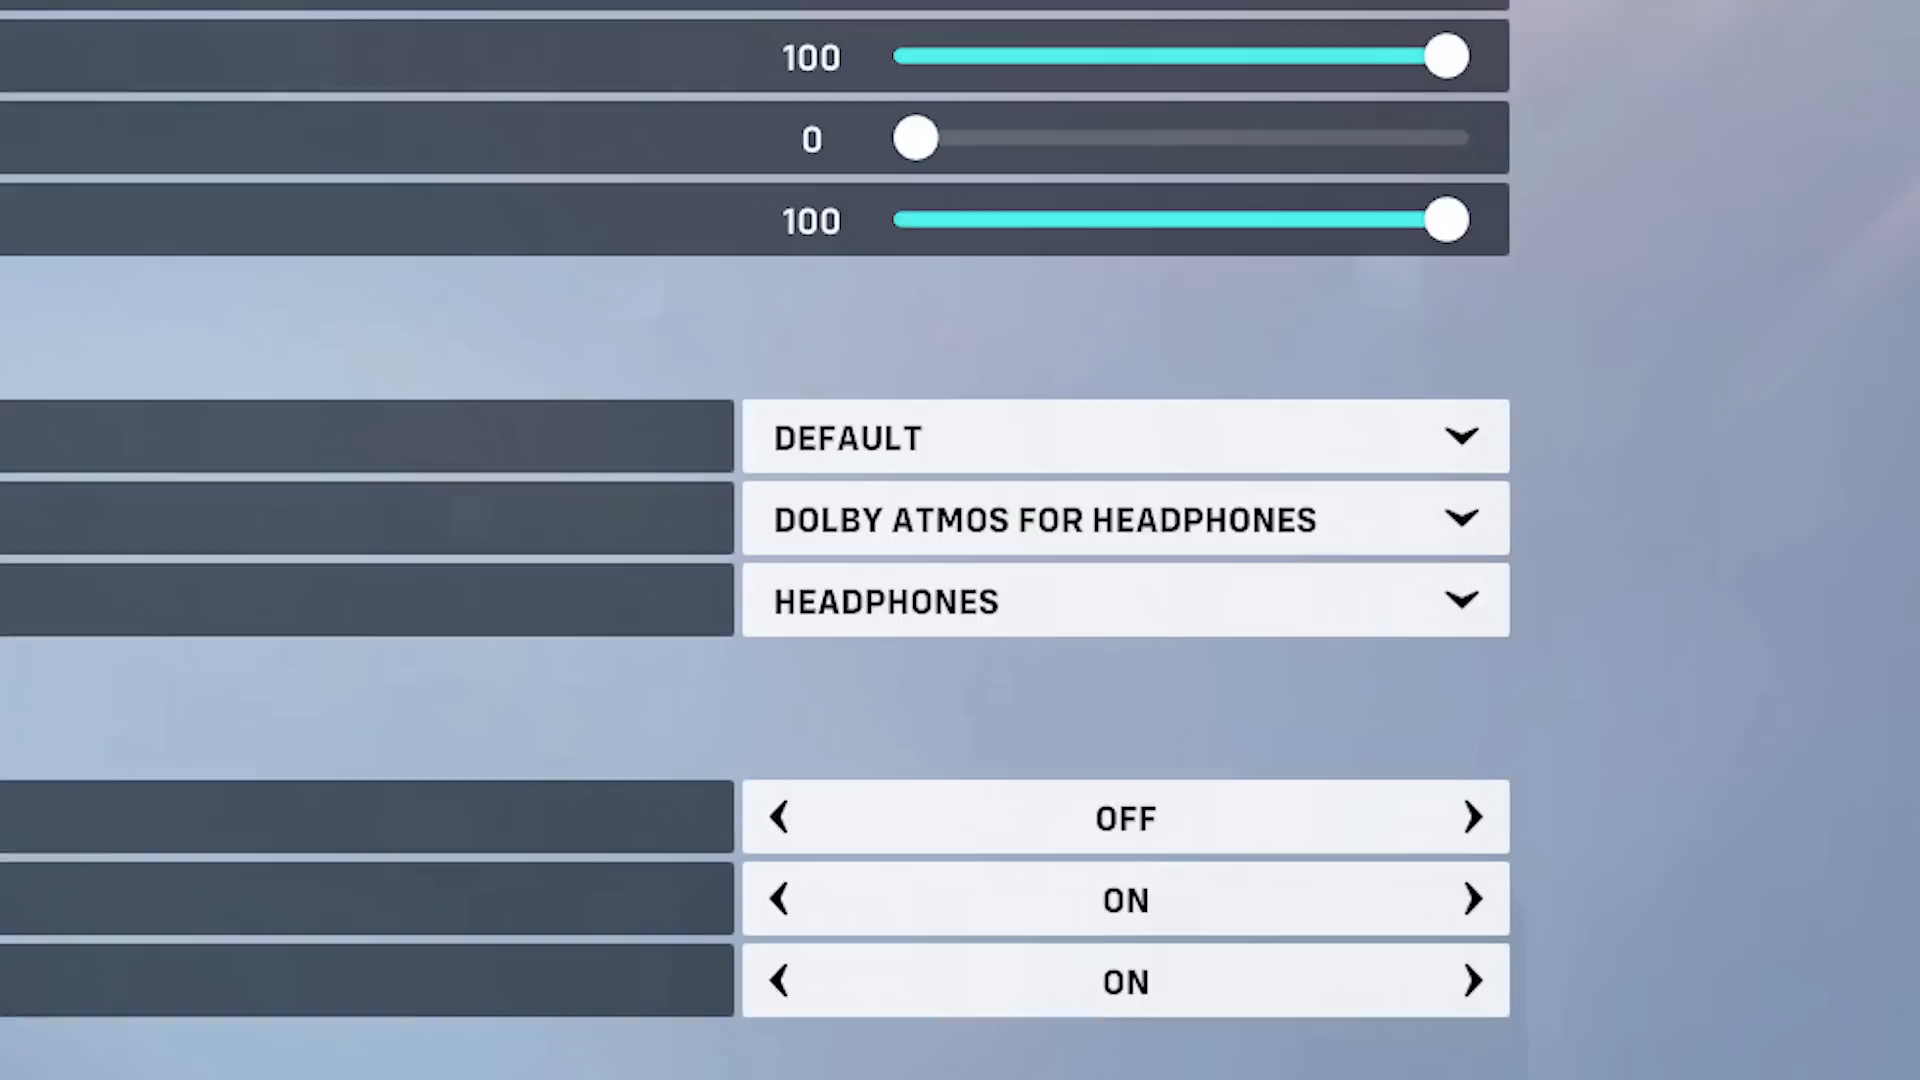 100
0
100
DEFAULT
DOLBY ATMOS FOR HEADPHONES
HEADPHONES
OFF
ON
ON